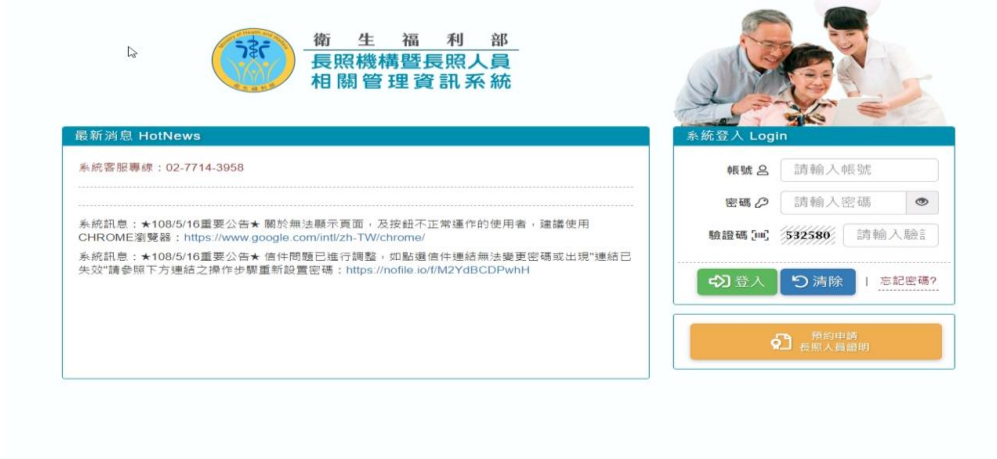 衛生福利部
長照機構暨長照人員
相關管理資訊系統
最新消息 HotNews
系統客服專線：02-7714-3958
系統訊息：★108/5/16重要公告★ 關於無法顯示頁面，及按鈕不正常運作的使用者，建議使用
CHROME瀏覽器：https://www.google.com/intl/zh-TW/chrome/
系統訊息：★108/5/16重要公告★ 信件問題已進行調整，如點選信件連結無法變更密碼或出現"連結已
失效"請參照下方連結之操作步驟重新設置密碼：https://nofile.io/f/M2YdBCDPwhH
系統登入 Login
帳號 請輸入帳號
密碼 請輸入密碼
驗證碼 532580 請輸入驗
登入 清除 | 忘記密碼?
預約申請
長照人員證明